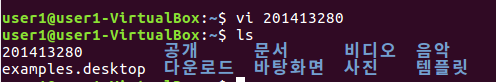 user1@user1-VirtualBox:~$ vi 201413280
user1@user1-VirtualBox:~$ ls
201413280 공개 문서 비디오 음악
examples.desktop 다운로드 바탕화면 사진 템플릿